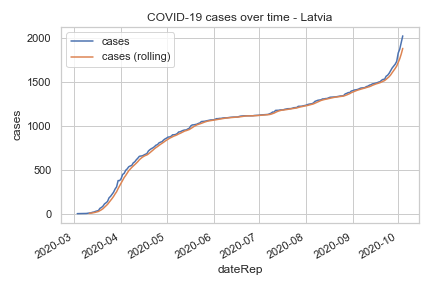 COVID-19 cases over time - Latvia
cases
cases (rolling)
2000
1500
1000
500
0
cases
2020-03
2020-04
2020-05
2020-06
2020-07
2020-08
2020-09
2020-10
dateRep